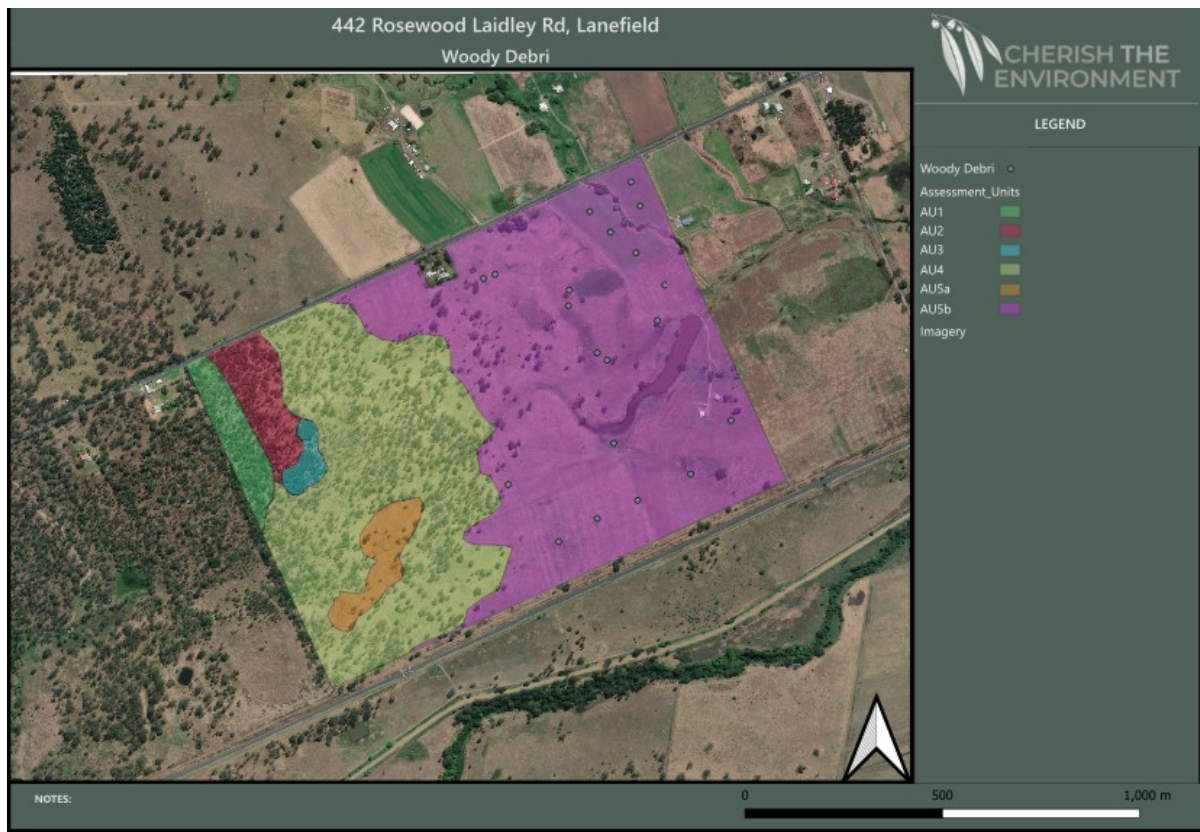 442 Rosewood Laidley Rd, Lanefield
Woody Debri
CHERISH THE
ENVIRONMENT
LEGEND
Woody Debri
Assessment_Units
AU1
AU2
AU3
AU4
AU5a
AU5b
Imagery
NOTES:
0 500 1,000 m